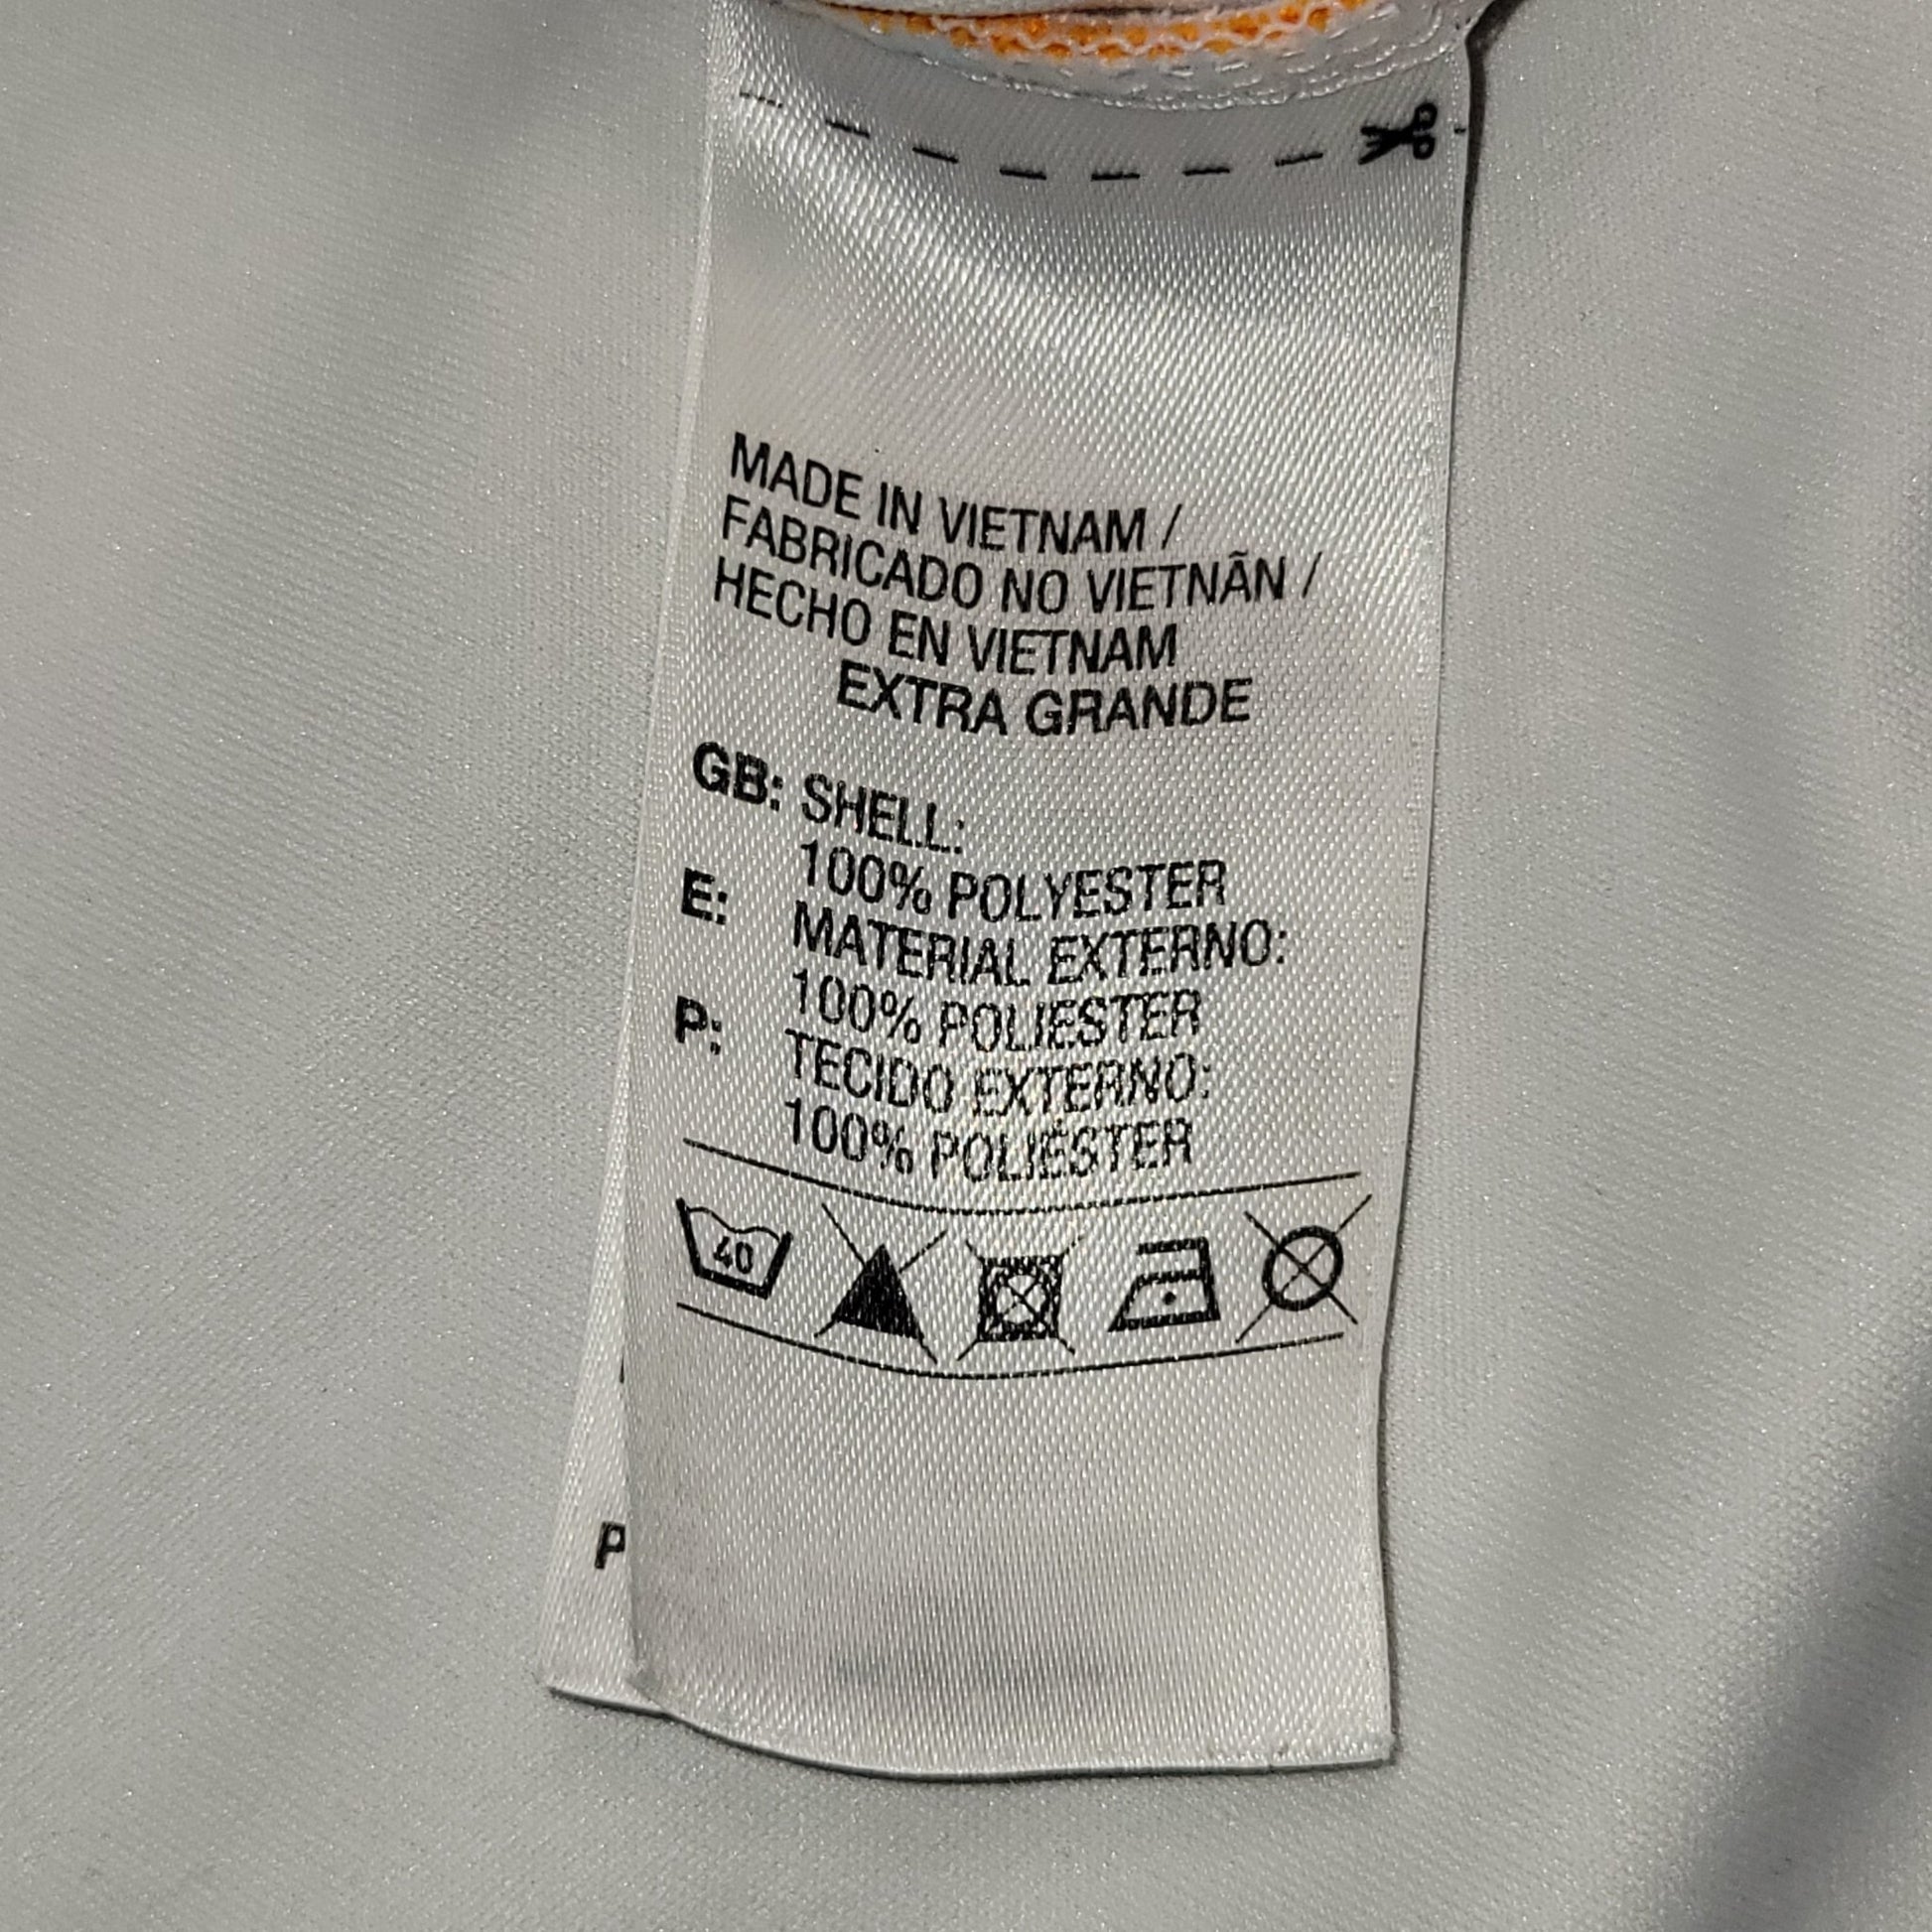 MADE IN VIETNAM /
FABRICADO NO VIETNÃN /
HECHO EN VIETNAM
EXTRA GRANDE
GB: SHELL:
100% POLYESTER
E: MATERIAL EXTERNO:
100% POLIESTER
P: TECIDO EXTERNO:
100% POLIÉSTER
40
P